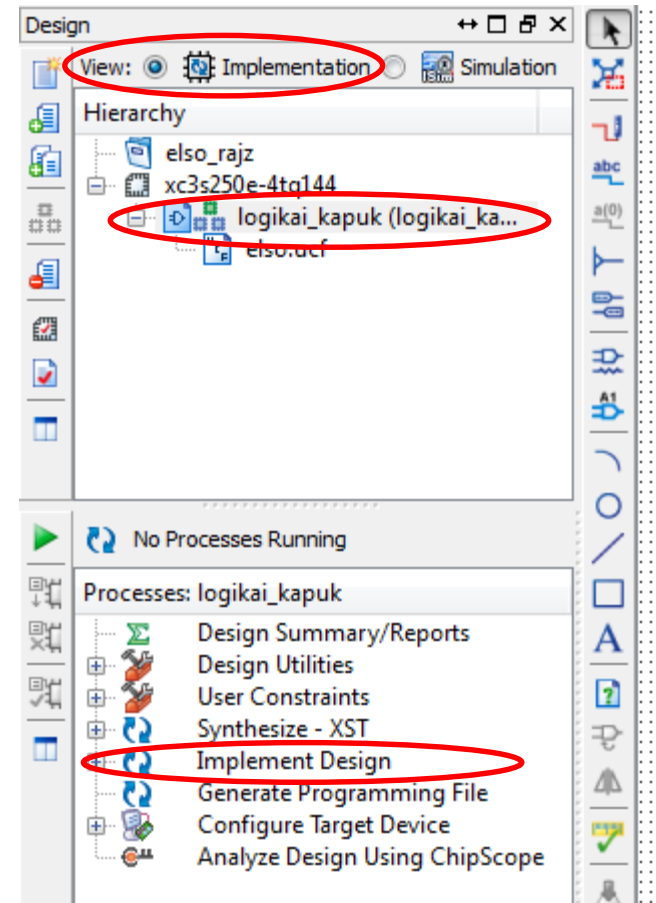 Design
View: Implementation Simulation
ISim
Hierarchy
elso_rajz
xc3s250e-4tq144
logikai_kapuk (logikai_ka...
elso.ucf
No Processes Running
Processes: logikai_kapuk
Design Summary/Reports
Design Utilities
User Constraints
Synthesize - XST
Implement Design
Generate Programming File
Configure Target Device
Analyze Design Using ChipScope
abc
a(0)
A1
A